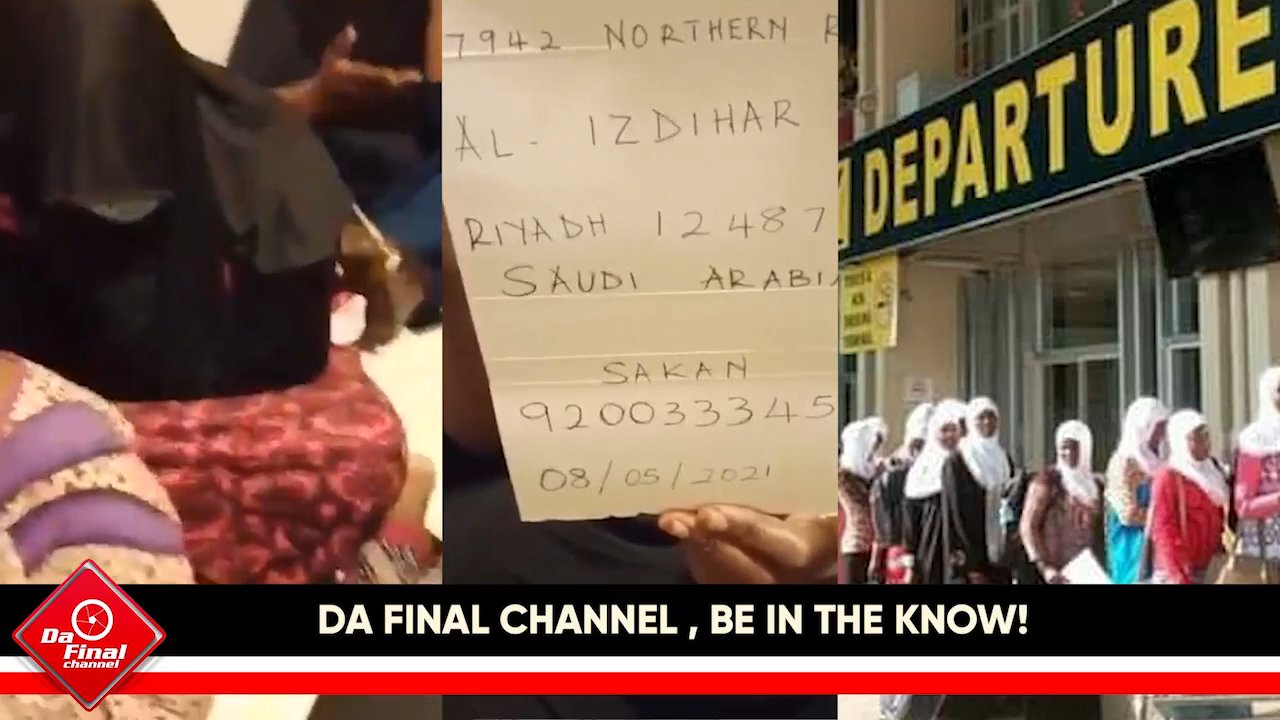 7942 NORTHERN R
AL- IZDIHAR
RIYADH 12487
SAUDI ARABIA
SAKAN
920033345
08/05/2021
DEPARTURE
DA FINAL CHANNEL , BE IN THE KNOW!
Da
Final
channel